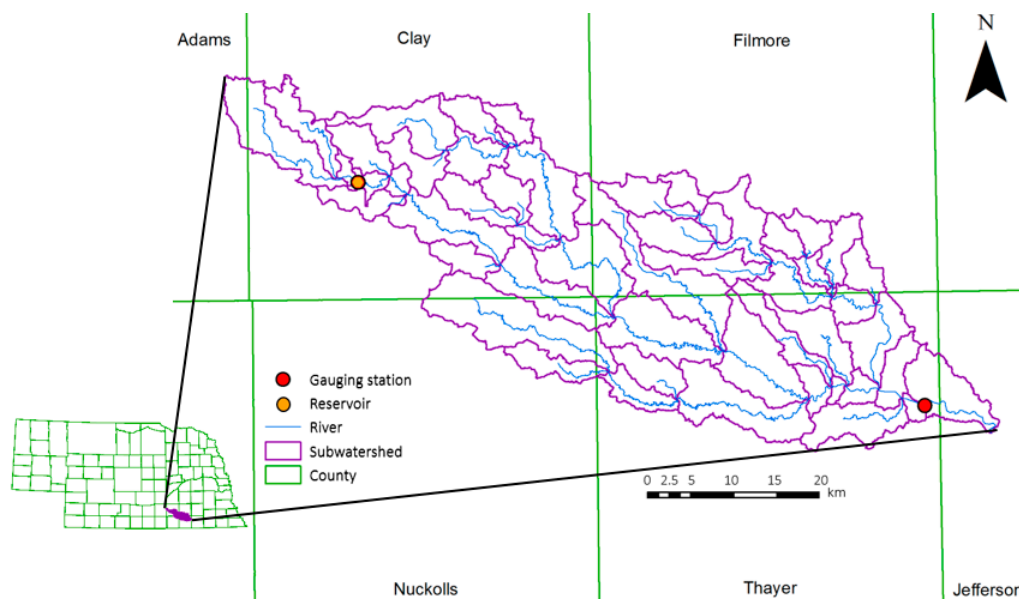 Adams
Clay
Filmore
N
Gauging station
Reservoir
River
Subwatershed
County
0 2.5 5 10 15 20
km
Nuckolls
Thayer
Jefferson